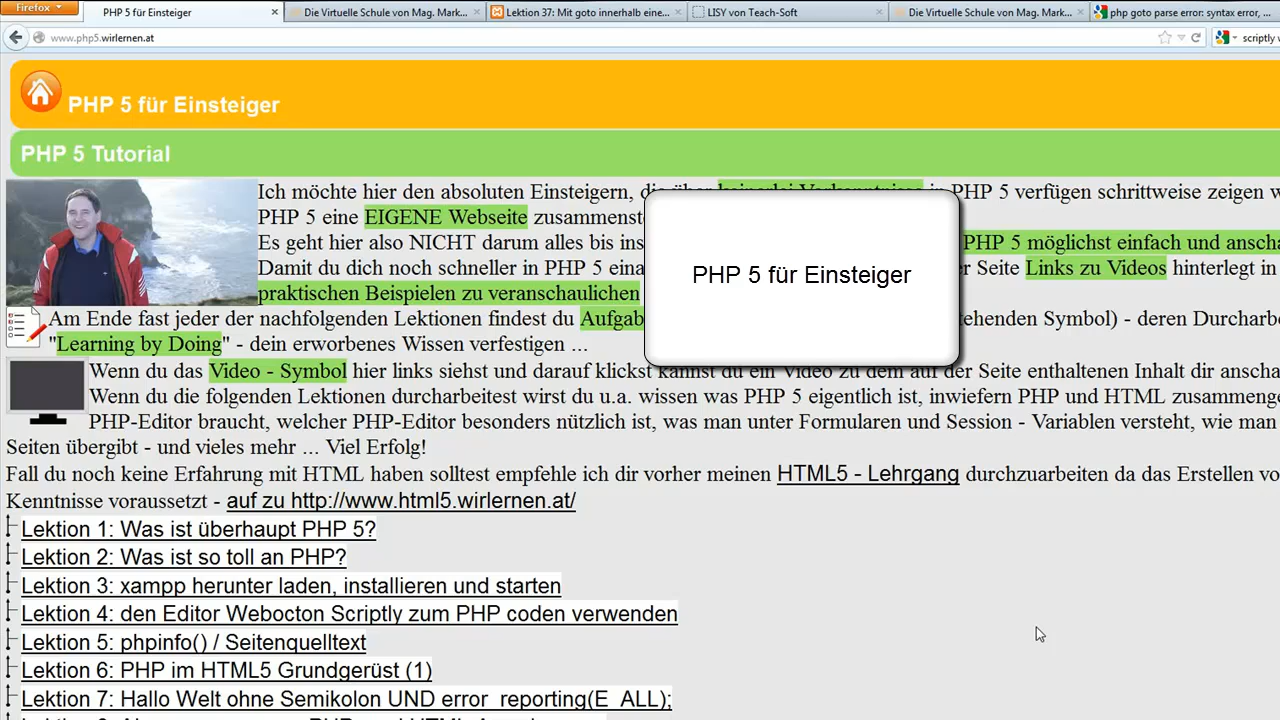 Firefox
PHP 5 für Einsteiger
Die Virtuelle Schule von Mag. Mark...
Lektion 37: Mit goto innerhalb eine...
LISY von Teach-Soft
Die Virtuelle Schule von Mag. Mark...
php goto parse error: syntax error, ...
www.php5.wirlernen.at
scriptly
PHP 5 für Einsteiger
PHP 5 Tutorial
Ich möchte hier den absoluten Einsteigern, die über keinerlei Vorkenntnisse in PHP 5 verfügen schrittweise zeigen
PHP 5 eine EIGENE Webseite
Es geht hier also NICHT darum alles bis PHP 5 möglichst einfach und
Damit du dich noch schneller in PHP 5 Seite Links zu Videos hinterlegt in
praktischen Beispielen zu veranschaulichen
PHP 5 für Einsteiger
Am Ende fast jeder der nachfolgenden Lektionen findest du Symbol) - deren
"Learning by Doing" - dein erworbenes Wissen verfestigen ...
Wenn du das Video - Symbol hier links siehst und darauf klickst kannst du ein Video zu dem auf der Seite enthaltenen Inhalt dir
Wenn du die folgenden Lektionen durcharbeitest wirst du u.a. wissen was PHP 5 eigentlich ist, inwiefern PHP und HTML
PHP-Editor braucht, welcher PHP-Editor besonders nützlich ist, was man unter Formularen und Session - Variablen versteht, wie man
Seiten übergibt - und vieles mehr ... Viel Erfolg!
Fall du noch keine Erfahrung mit HTML haben solltest empfehle ich dir vorher meinen HTML5 - Lehrgang durchzuarbeiten da das Erstellen
Kenntnisse voraussetzt - auf zu http://www.html5.wirlernen.at/
Lektion 1: Was ist überhaupt PHP 5?
Lektion 2: Was ist so toll an PHP?
Lektion 3: xampp herunter laden, installieren und starten
Lektion 4: den Editor Webocton Scriptly zum PHP coden verwenden
Lektion 5: phpinfo() / Seitenquelltext
Lektion 6: PHP im HTML5 Grundgerüst (1)
Lektion 7: Hallo Welt ohne Semikolon UND error_reporting(E_ALL);